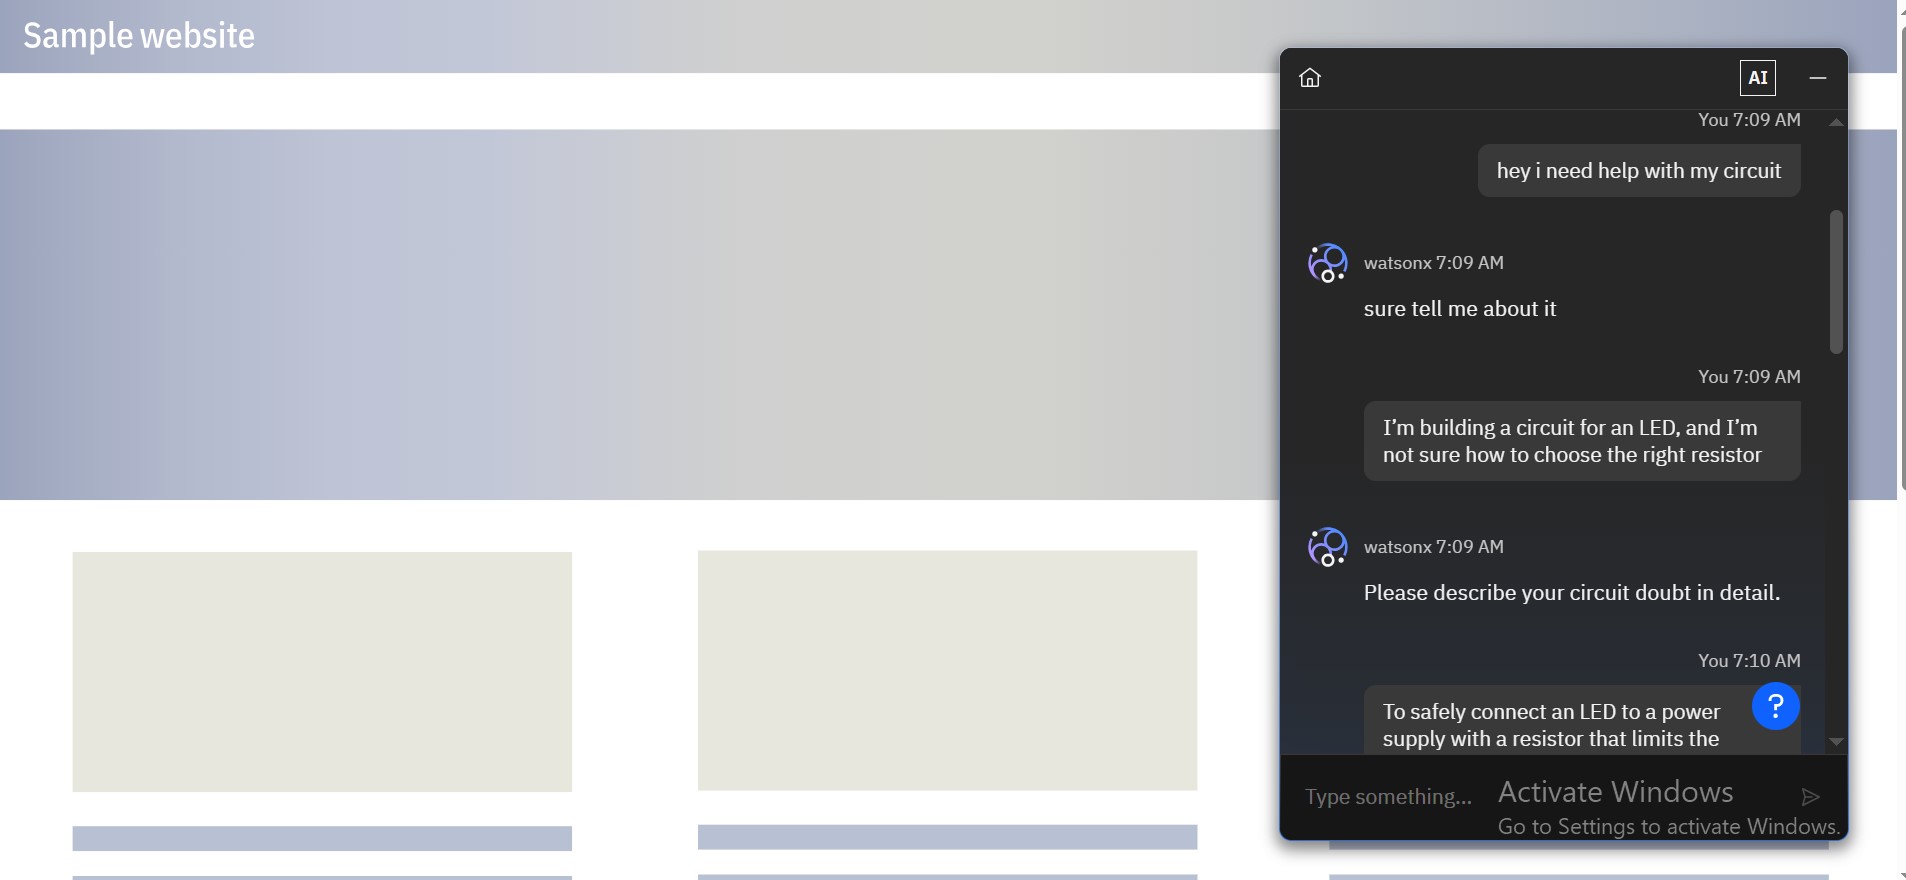 Sample website
AI
You 7:09 AM
hey i need help with my circuit
watsonx 7:09 AM
sure tell me about it
You 7:09 AM
I’m building a circuit for an LED, and I’m
not sure how to choose the right resistor
watsonx 7:09 AM
Please describe your circuit doubt in detail.
You 7:10 AM
To safely connect an LED to a power
supply with a resistor that limits the
?
Type something...
Activate Windows
Go to Settings to activate Windows.